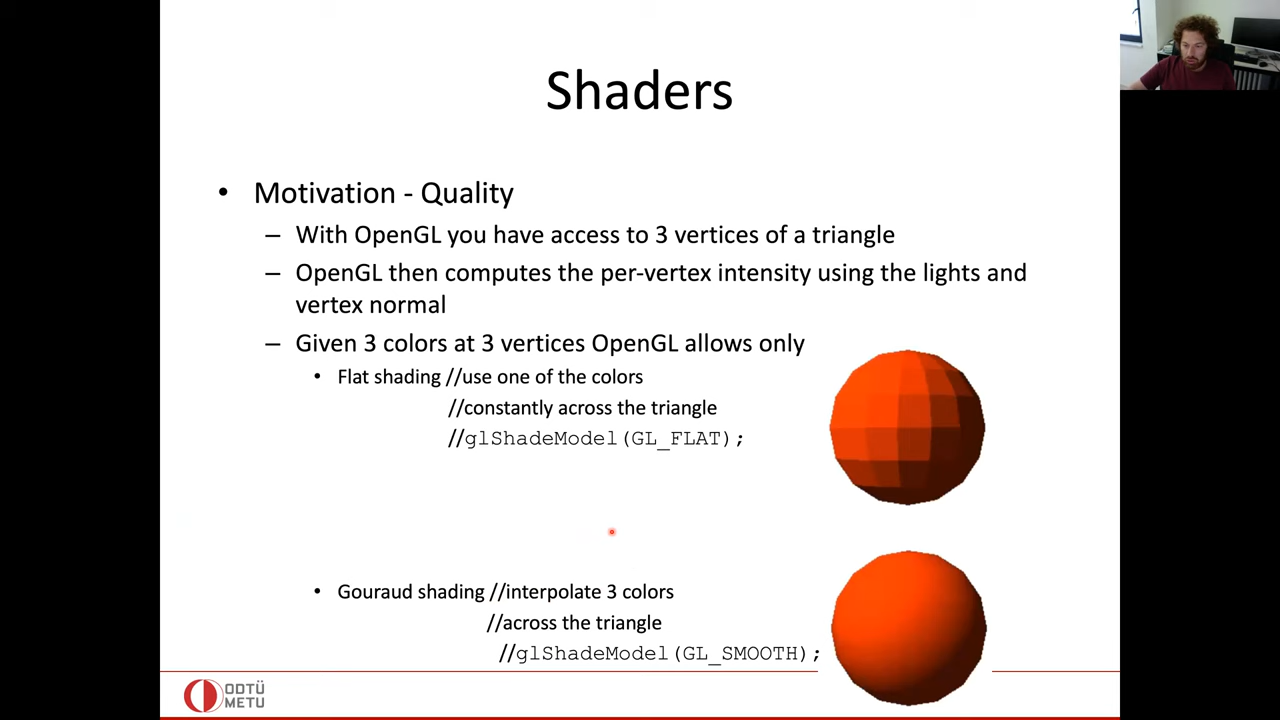 Shaders
• Motivation - Quality
– With OpenGL you have access to 3 vertices of a triangle
– OpenGL then computes the per-vertex intensity using the lights and
vertex normal
– Given 3 colors at 3 vertices OpenGL allows only
• Flat shading //use one of the colors
//constantly across the triangle
//glShadeModel(GL_FLAT);
• Gouraud shading //interpolate 3 colors
//across the triangle
//glShadeModel(GL_SMOOTH);
ODTÜ
METU